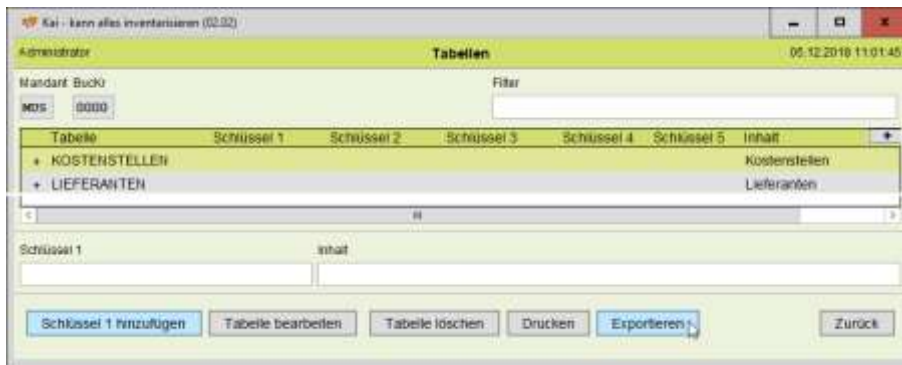 Kai - kann alles inventarisieren (02.02)
Administrator Tabellen 05.12.2018 11:01:45
Mandant BucKr Filter
MDS 0000
Tabelle Schlüssel 1 Schlüssel 2 Schlüssel 3 Schlüssel 4 Schlüssel 5 Inhalt +
+ KOSTENSTELLEN Kostenstellen
+ LIEFERANTEN Lieferanten
Schlüssel 1 Inhalt
Schlüssel 1 hinzufügen Tabelle bearbeiten Tabelle löschen Drucken Exportieren Zurück